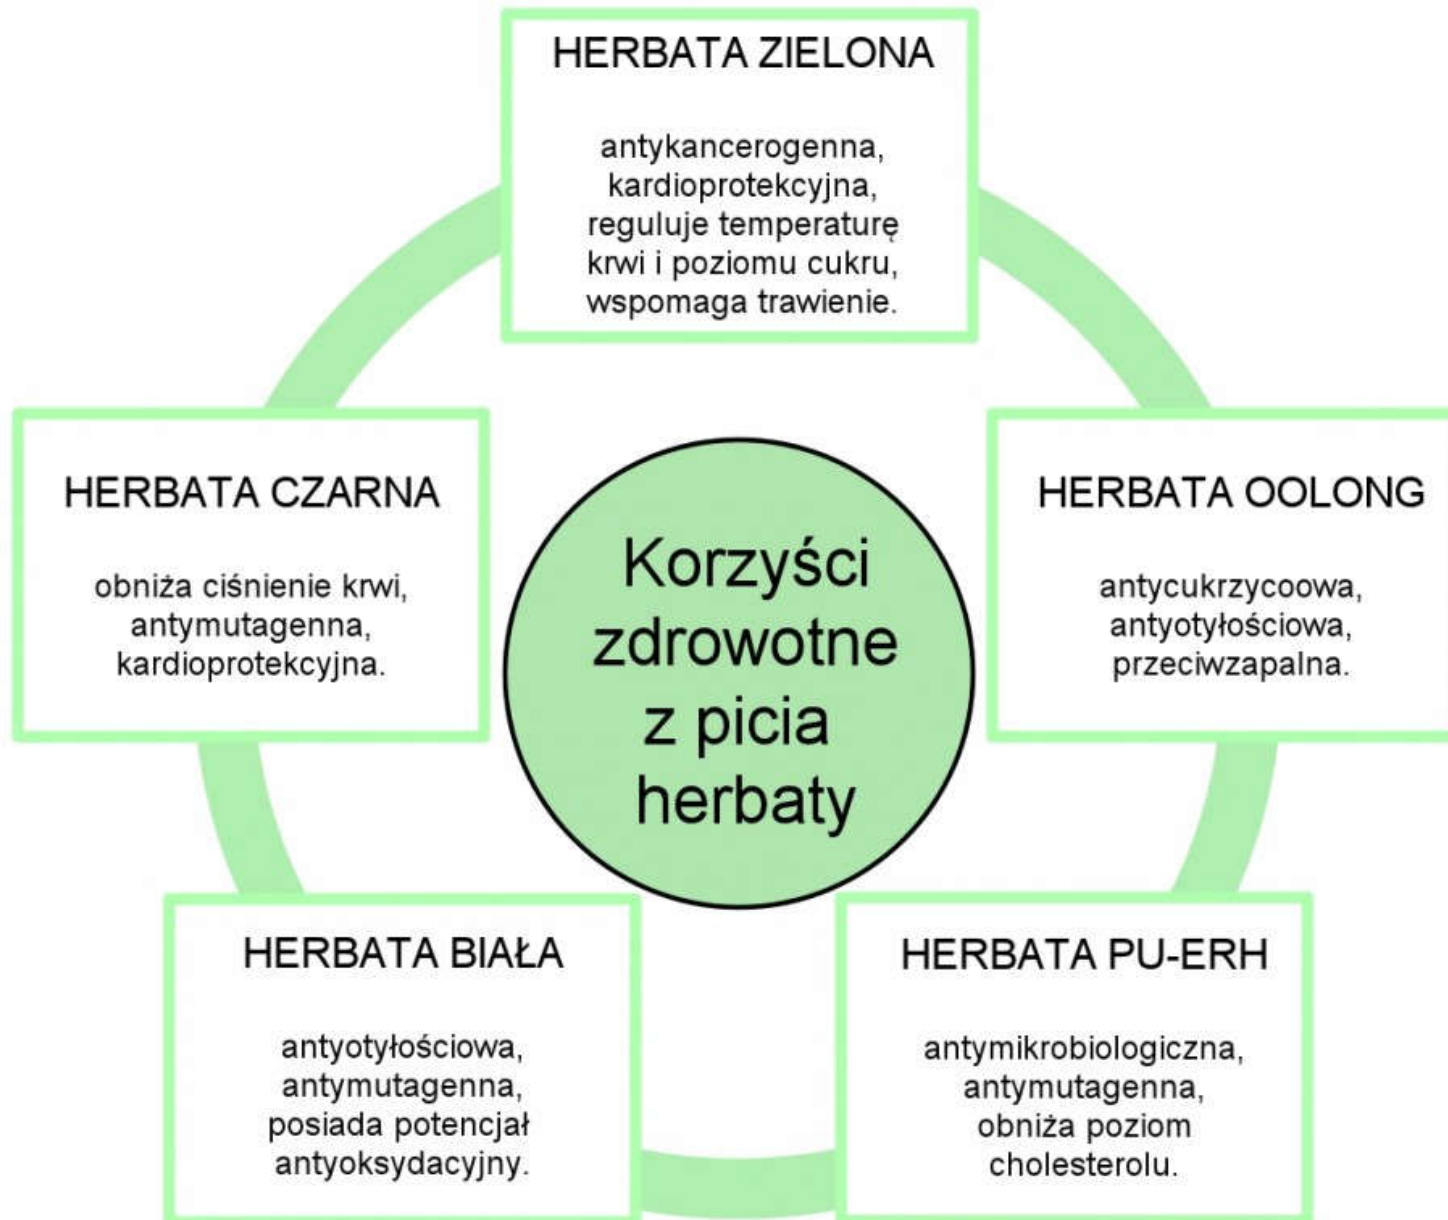 HERBATA ZIELONA
antykancerogenna,
kardioprotekcyjna,
reguluje temperaturę
krwi i poziomu cukru,
wspomaga trawienie.
HERBATA CZARNA
obniża ciśnienie krwi,
antymutagenna,
kardioprotekcyjna.
Korzyści
zdrowotne
z picia
herbaty
HERBATA OOLONG
antycukrzycoowa,
antyotyłościowa,
przeciwzapalna.
HERBATA BIAŁA
antyotyłościowa,
antymutagenna,
posiada potencjał
antyoksydacyjny.
HERBATA PU-ERH
antymikrobiologiczna,
antymutagenna,
obniża poziom
cholesterolu.